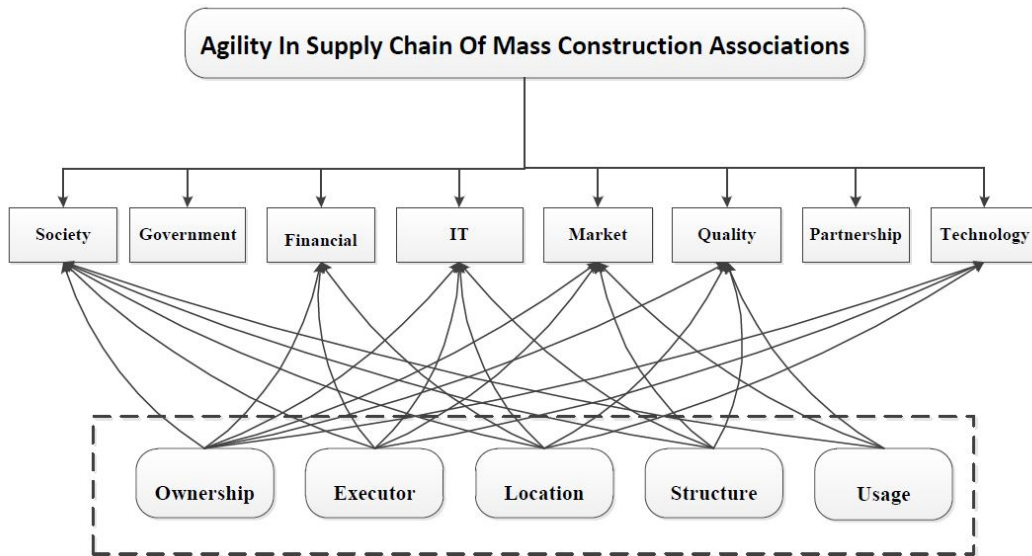 Agility In Supply Chain Of Mass Construction Associations
Society
Government
Financial
IT
Market
Quality
Partnership
Technology
Ownership
Executor
Location
Structure
Usage